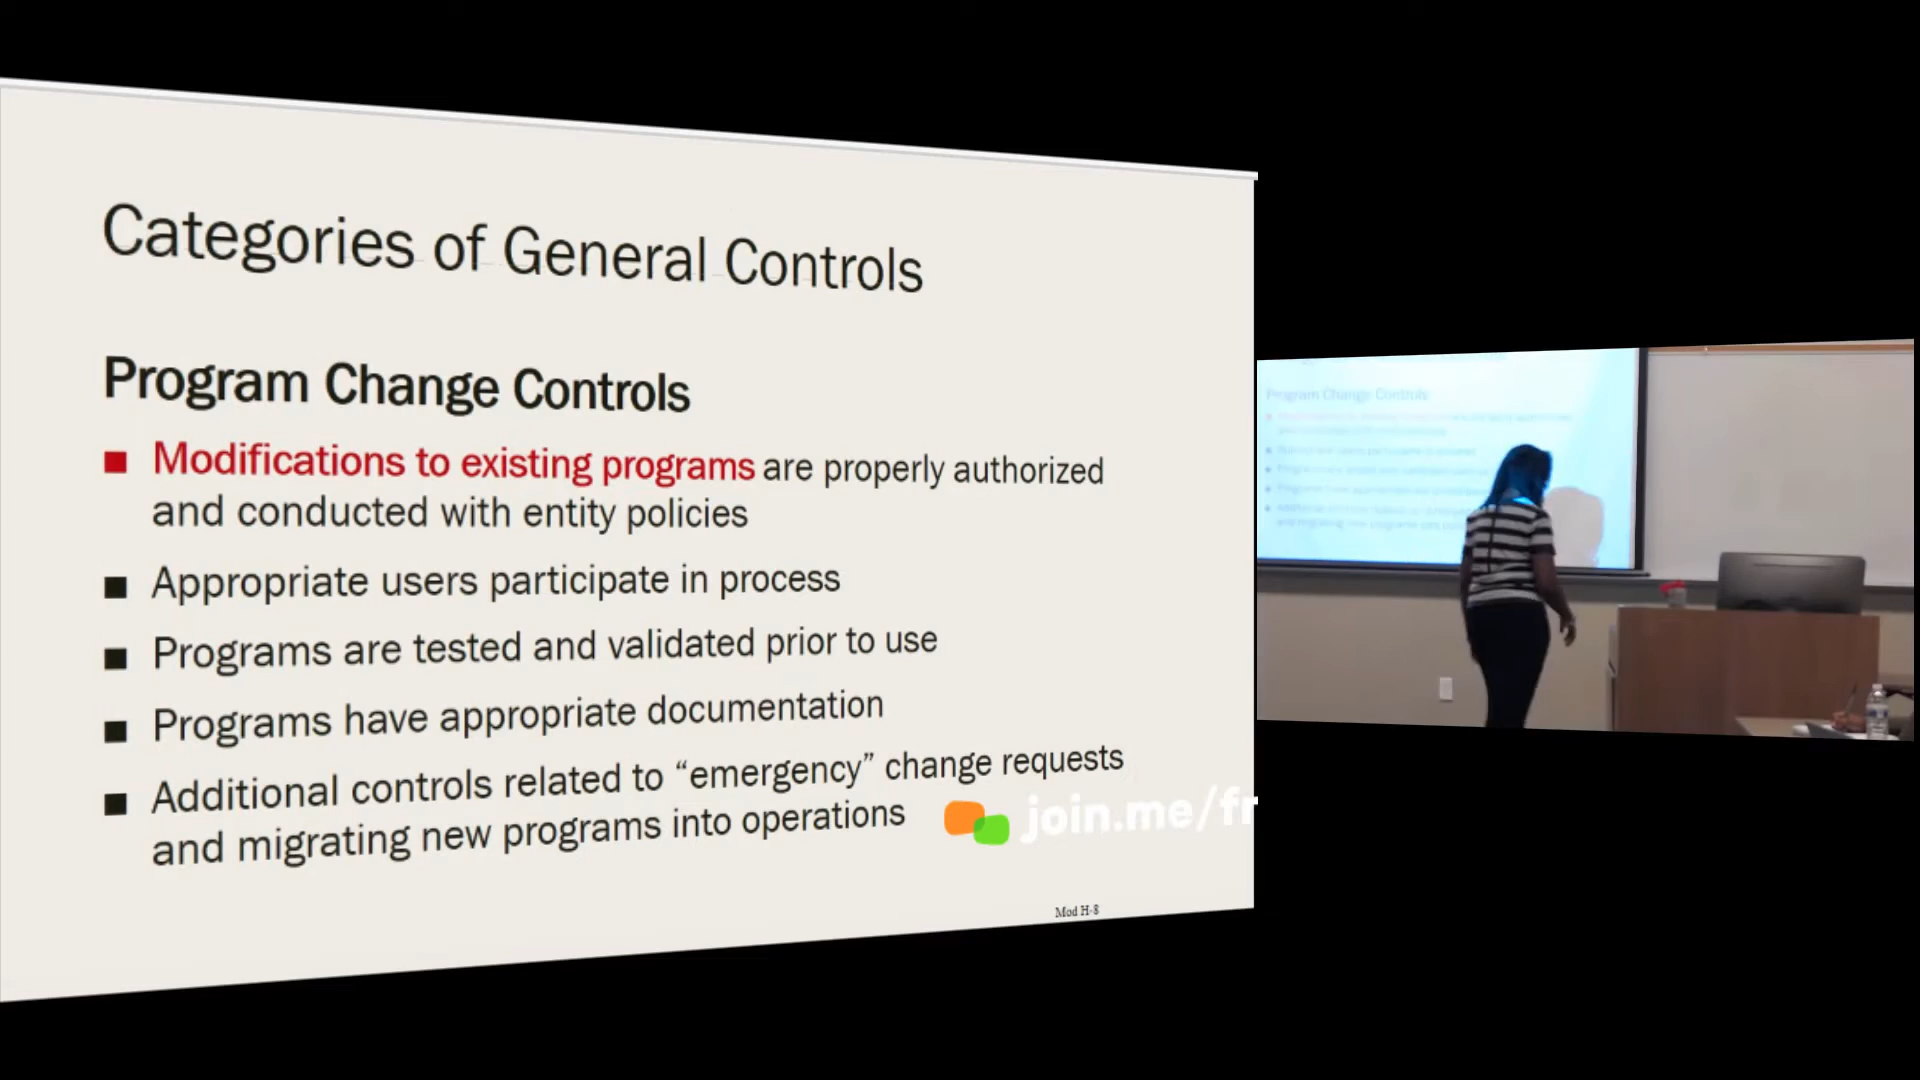 Categories of General Controls
Program Change Controls
■ Modifications to existing programs are properly authorized
and conducted with entity policies
■ Appropriate users participate in process
■ Programs are tested and validated prior to use
■ Programs have appropriate documentation
■ Additional controls related to “emergency” change requests
and migrating new programs into operations
join.me/fr
Mod H-8
Program Change Controls